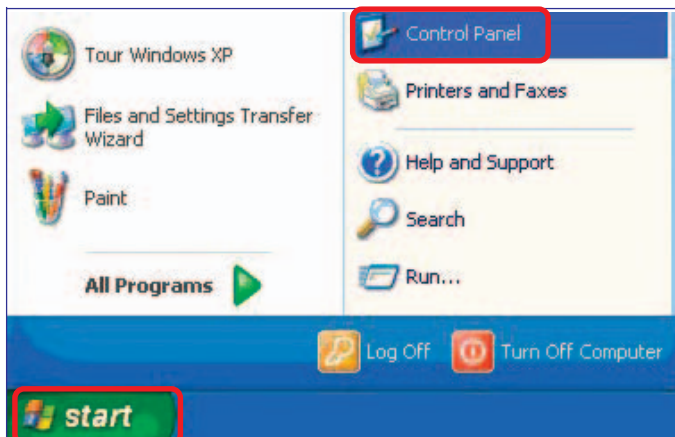 Tour Windows XP
Files and Settings Transfer
Wizard
Paint
All Programs
Control Panel
Printers and Faxes
Help and Support
Search
Run...
Log Off
Turn Off Computer
start